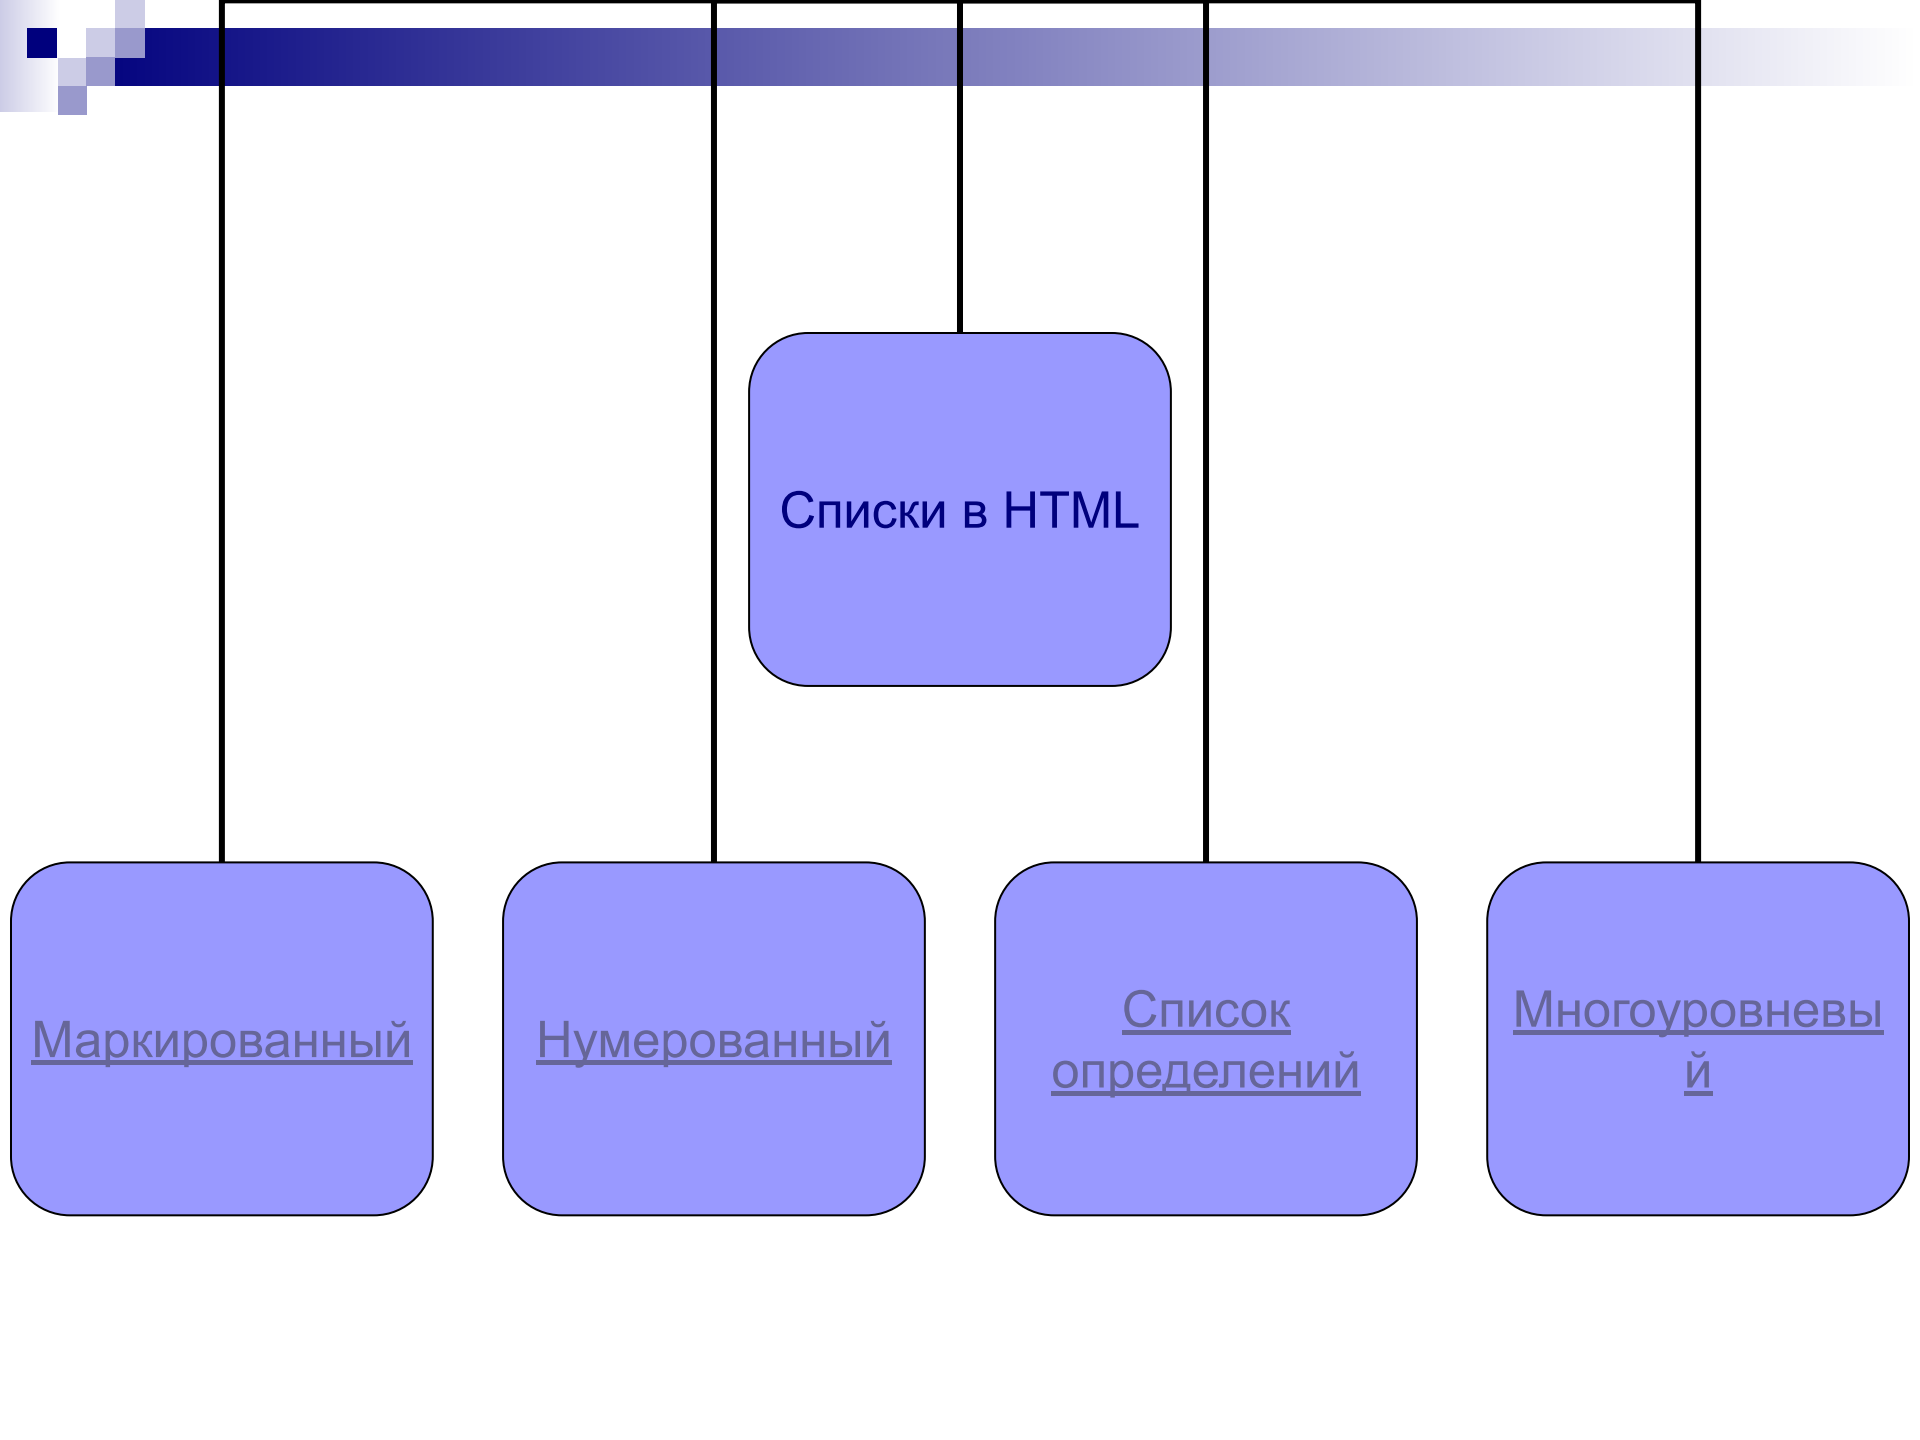 Списки в HTML
Маркированный
Нумерованный
Список
определений
Многоуровневы
й